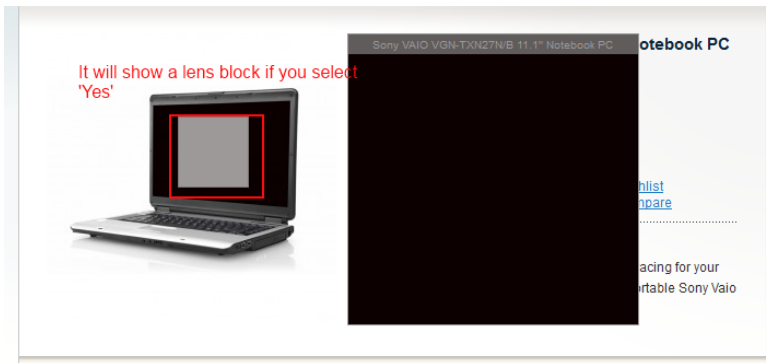 Sony VAIO VGN-TXN27N/B 11.1" Notebook PC
otebook PC
It will show a lens block if you select
'Yes'
hlist
npare
acing for your
rtable Sony Vaio